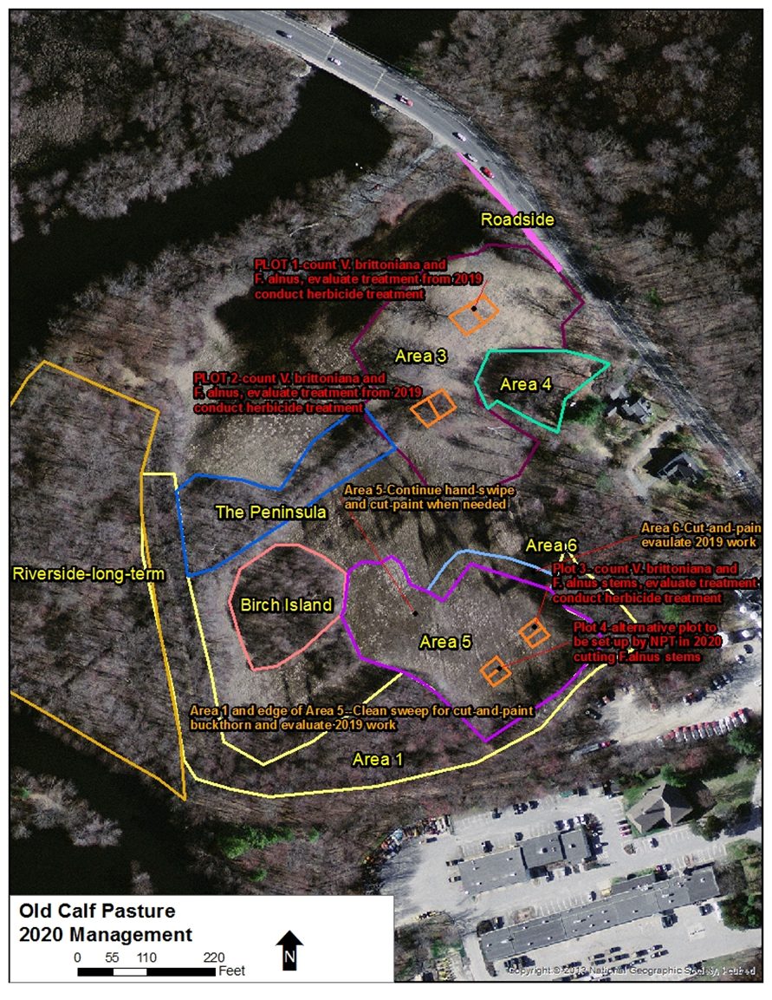 Roadside
PLOT 1-count V. brittoniana and
F. alnus, evaluate treatment from 2019
conduct herbicide treatment
Area 3
Area 4
PLOT 2-count V. brittoniana and
F. alnus, evaluate treatment from 2019
conduct herbicide treatment
Area 5-Continue hand-swipe
and cut-paint when needed
The Peninsula
Area 6-Cut-and-pain
evaulate 2019 work
Area 6
Riverside-long-term
Plot 3- count V. brittoniana and
F. alnus stems, evaluate treatment
conduct herbicide treatment
Birch Island
Plot 4-alternative plot to
be set up by NPT in 2020
cutting F.alnus stems
Area 5
Area 1 and edge of Area 5--Clean sweep for cut-and-paint
buckthorn and evaluate 2019 work
Area 1
Old Calf Pasture
2020 Management
0 55 110 220
Feet
N
Copyright:© 2013 National Geographic Society, i-cubed